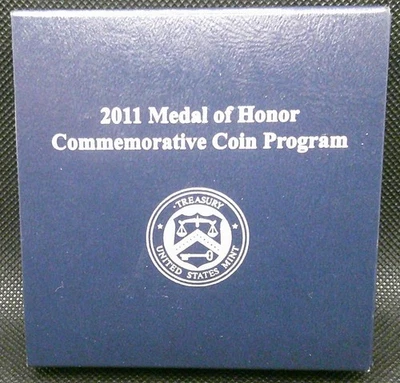 2011 Medal of Honor
Commemorative Coin Program
TREASURY
UNITED STATES MINT